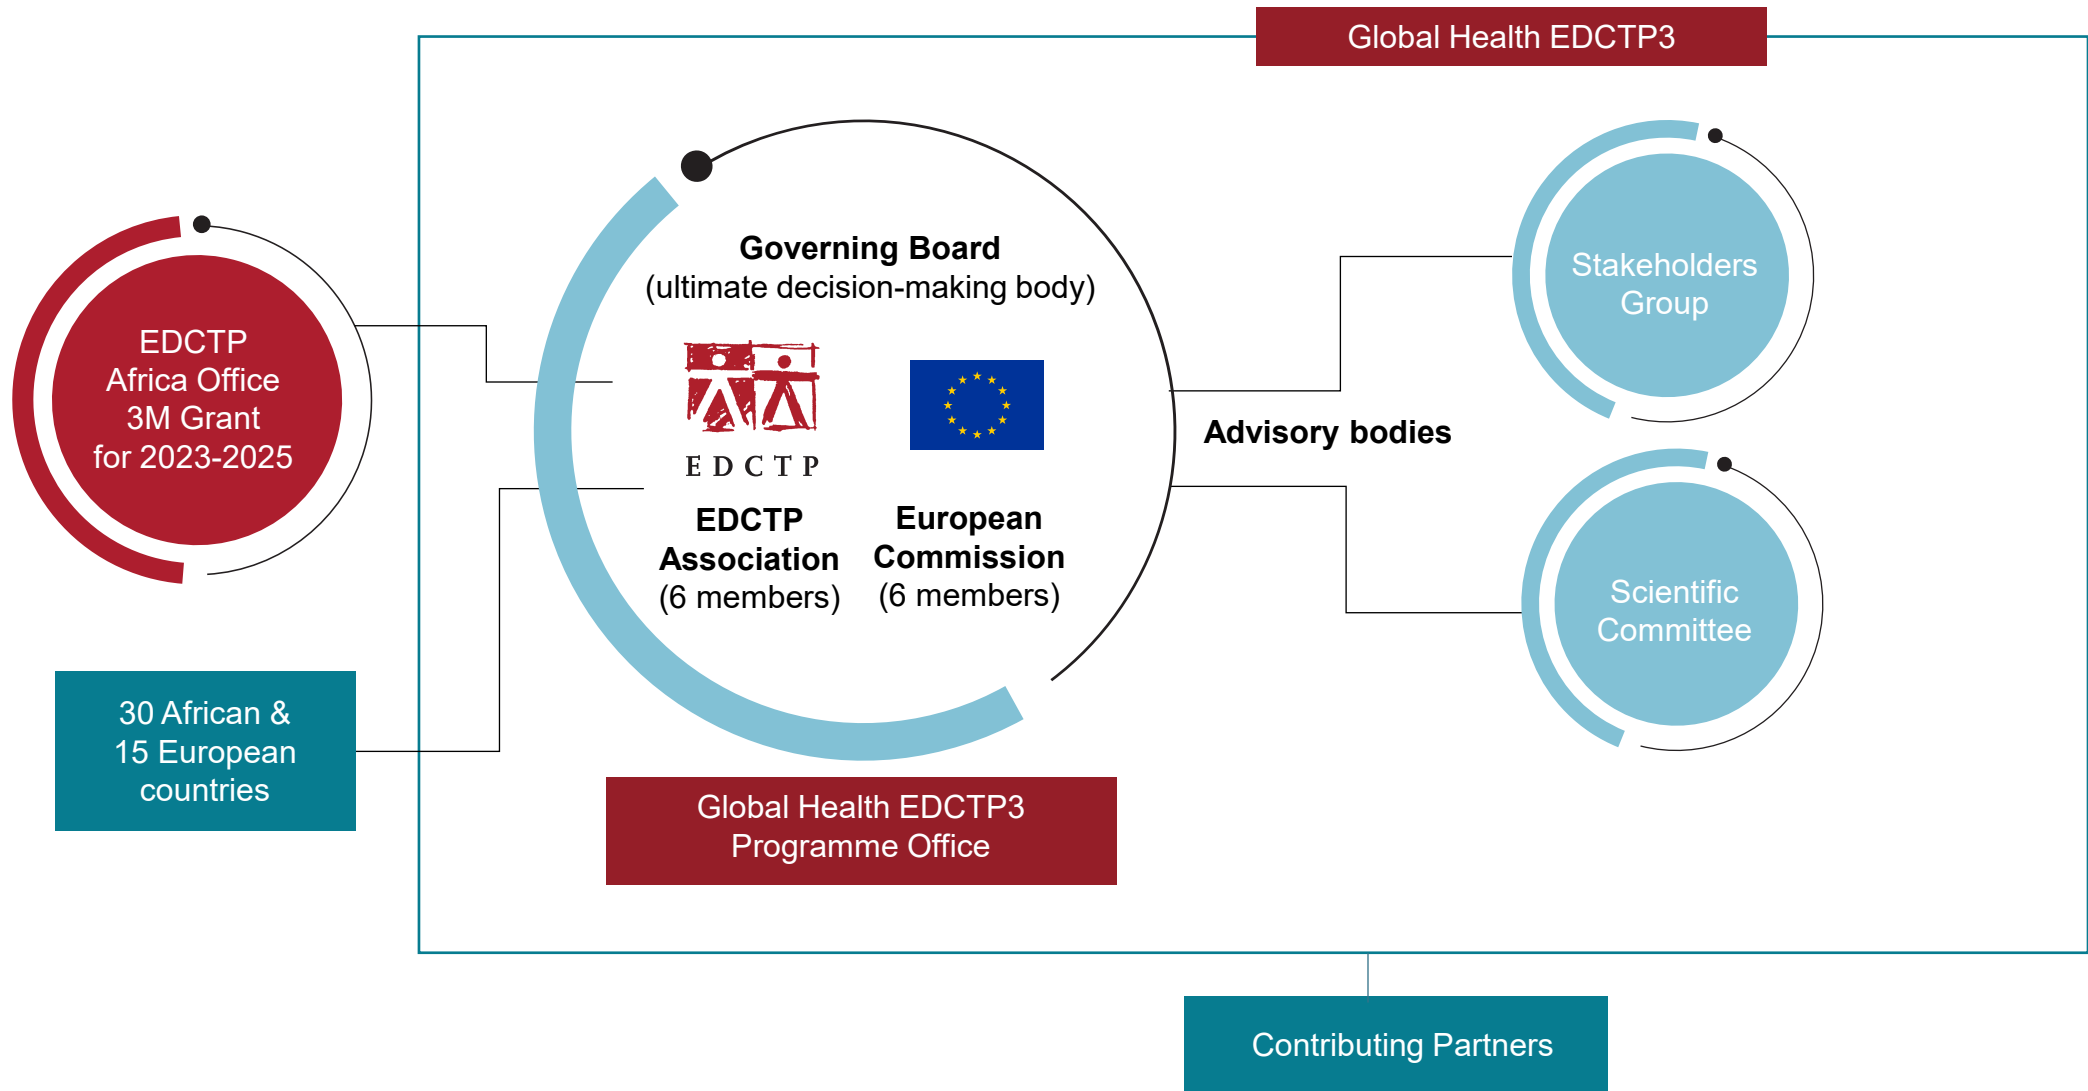 Global Health EDCTP3
Governing Board
(ultimate decision-making body)
EDCTP
EDCTP
Association
(6 members)
European
Commission
(6 members)
EDCTP
Africa Office
3M Grant
for 2023-2025
30 African &
15 European
countries
Advisory bodies
Stakeholders
Group
Scientific
Committee
Global Health EDCTP3
Programme Office
Contributing Partners